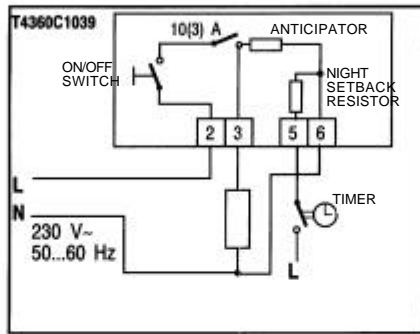 T4360C1039
10(3) A
ANTICIPATOR
ON/OFF
SWITCH
NIGHT
SETBACK
RESISTOR
2 3 5 6
L
TIMER
N
230 V~
50...60 Hz
L